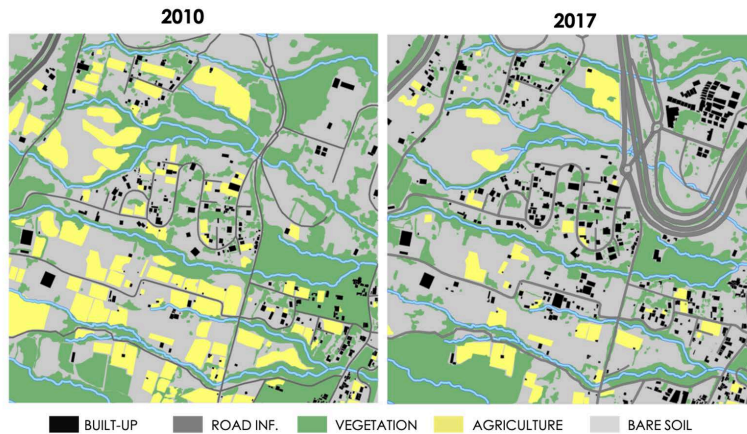 2010
2017
BUILT-UP
ROAD INF.
VEGETATION
AGRICULTURE
BARE SOIL